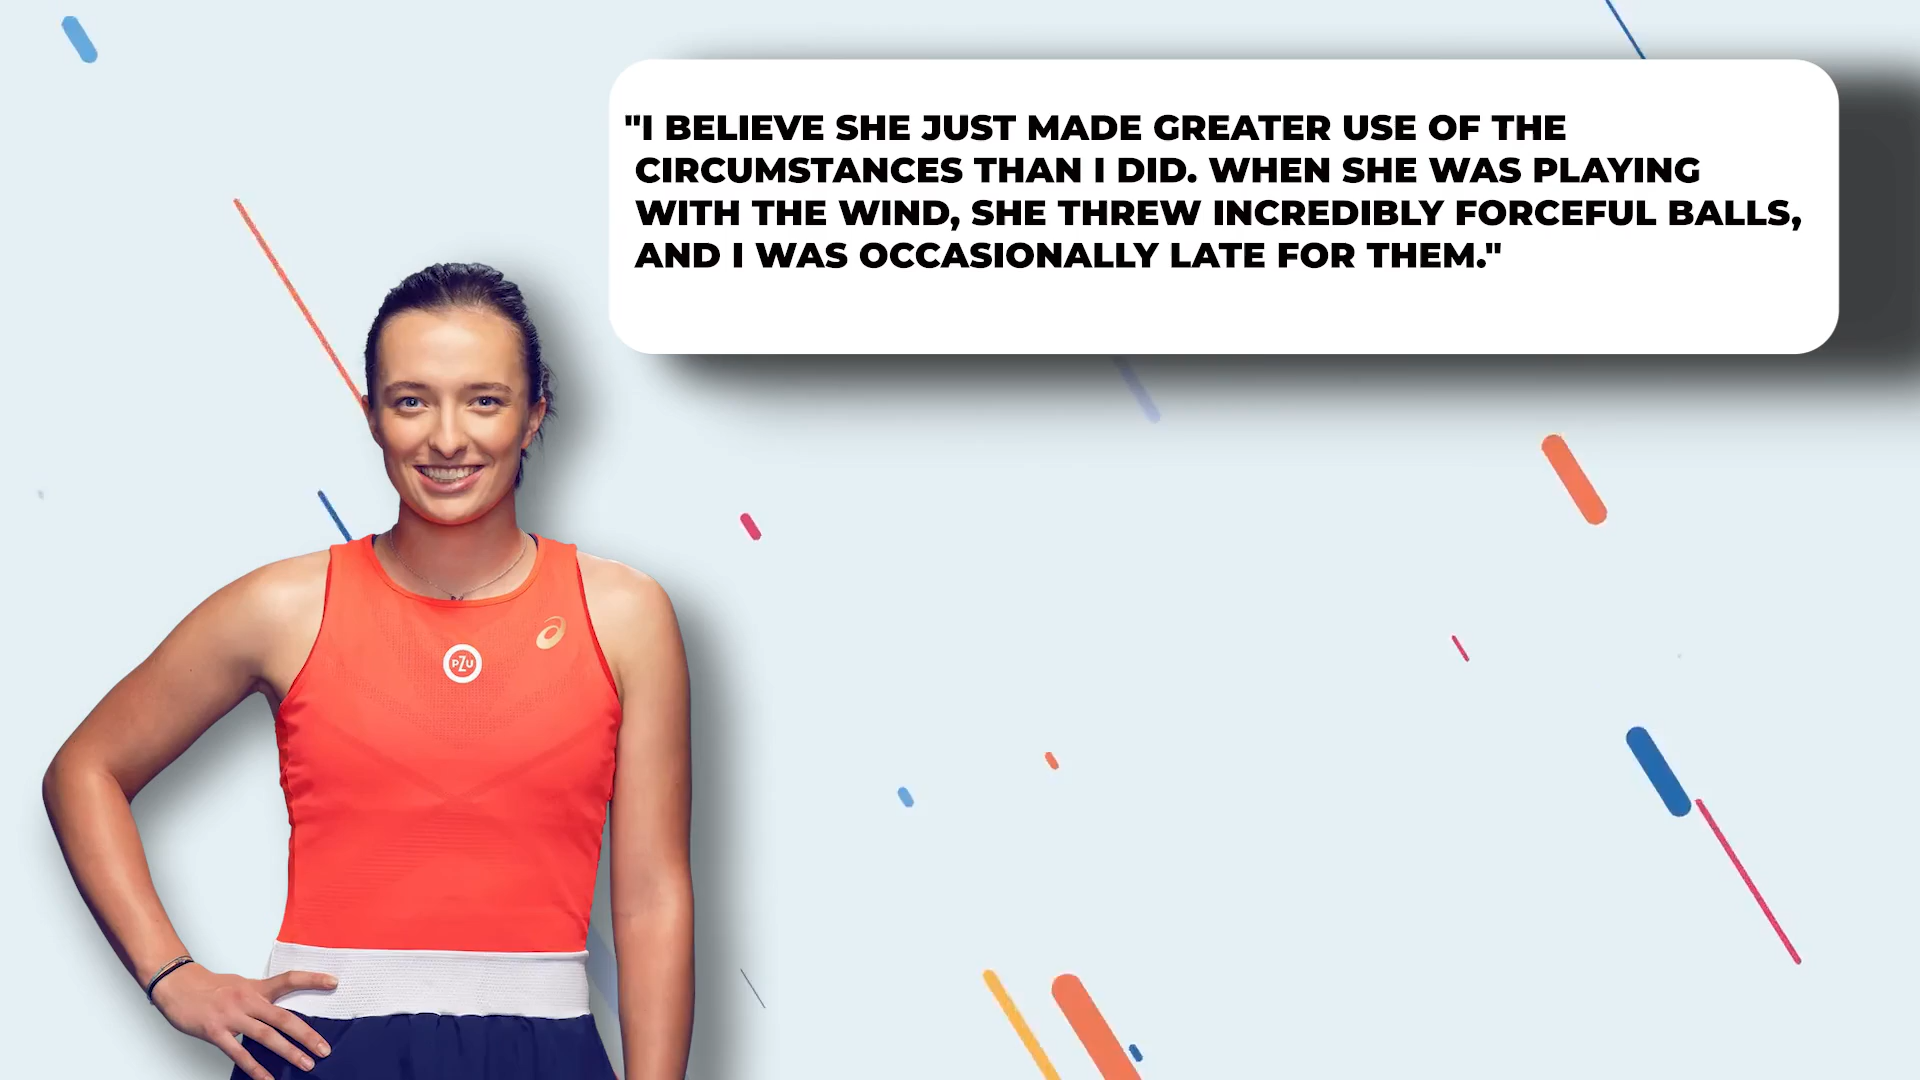 "I BELIEVE SHE JUST MADE GREATER USE OF THE
CIRCUMSTANCES THAN I DID. WHEN SHE WAS PLAYING
WITH THE WIND, SHE THREW INCREDIBLY FORCEFUL BALLS,
AND I WAS OCCASIONALLY LATE FOR THEM."
PZU